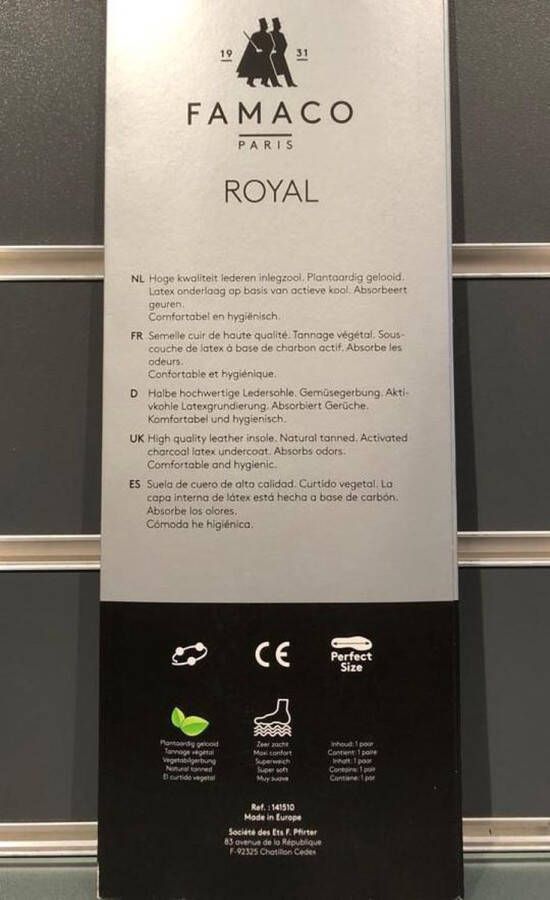 19 31
FAMACO
PARIS
ROYAL
NL Hoge kwaliteit lederen inlegzool. Plantaardig gelooid.
Latex onderlaag op basis van actieve kool. Absorbeert
geuren.
Comfortabel en hygiënisch.
FR Semelle cuir de haute qualité. Tannage végétal. Sous-
couche de latex à base de charbon actif. Absorbe les
odeurs.
Confortable et hygiénique.
D Halbe hochwertige Ledersohle. Gemüsegerbung. Akti-
vkohle Latexgrundierung. Absorbiert Gerüche.
Komfortabel und hygienisch.
UK High quality leather insole. Natural tanned. Activated
charcoal latex undercoat. Absorbs odors.
Comfortable and hygienic.
ES Suela de cuero de alta calidad. Curtido vegetal. La
capa interna de látex está hecha a base de carbón.
Absorbe los olores.
Cómoda he higiénica.
CE
Perfect
Size
Plantaardig gelooid
Tannage végétal
Vegetabilgerbung
Natural tanned
El curtido vegetal
Zeer zacht
Maxi confort
Superweich
Super soft
Muy suave
Inhoud: 1 paar
Contient: 1 paire
Inhalt: 1 paar
Contains: 1 pair
Contiene: 1 par
Ref. : 141510
Made in Europe
Société des Ets F. Pfirter
83 avenue de la République
F-92325 Chatillon Cedex